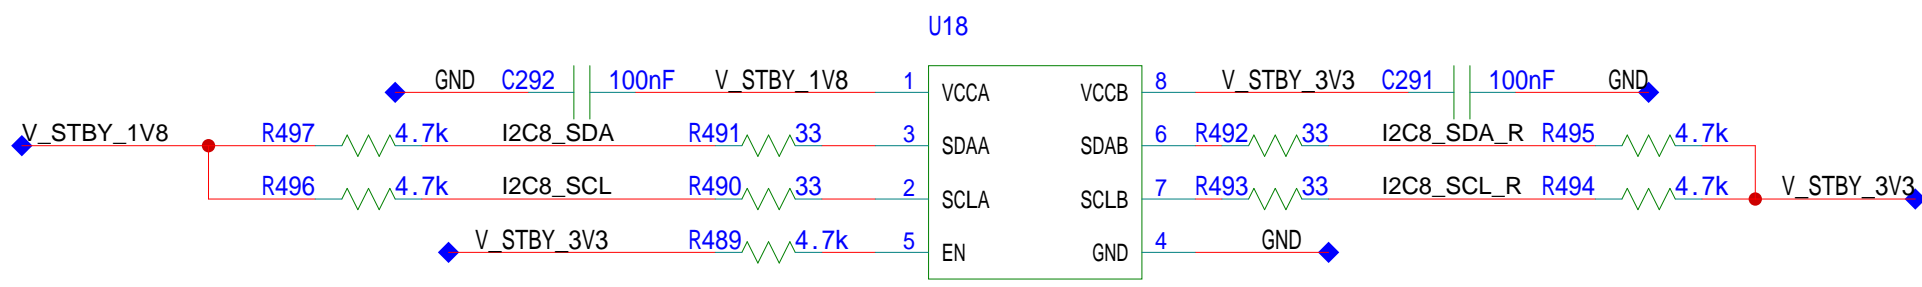 U18
GND C292 100nF V_STBY_1V8 1 VCCA VCCB 8 V_STBY_3V3 C291 100nF GND
V_STBY_1V8 R497 4.7k I2C8_SDA R491 33 3 SDAA SDAB 6 R492 33 I2C8_SDA_R R495 4.7k
R496 4.7k I2C8_SCL R490 33 2 SCLA SCLB 7 R493 33 I2C8_SCL_R R494 4.7k V_STBY_3V3
V_STBY_3V3 R489 4.7k 5 EN GND 4 GND